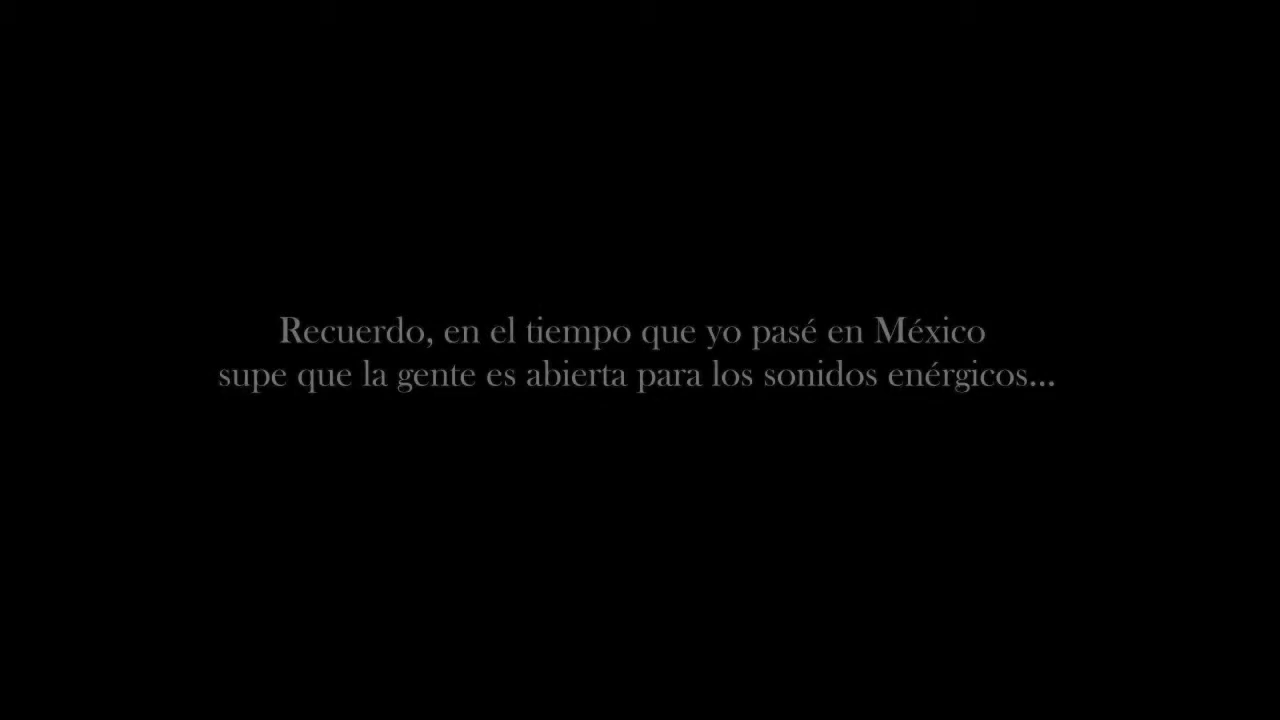 Recuerdo, en el tiempo que yo pasé en México
supe que la gente es abierta para los sonidos enérgicos...